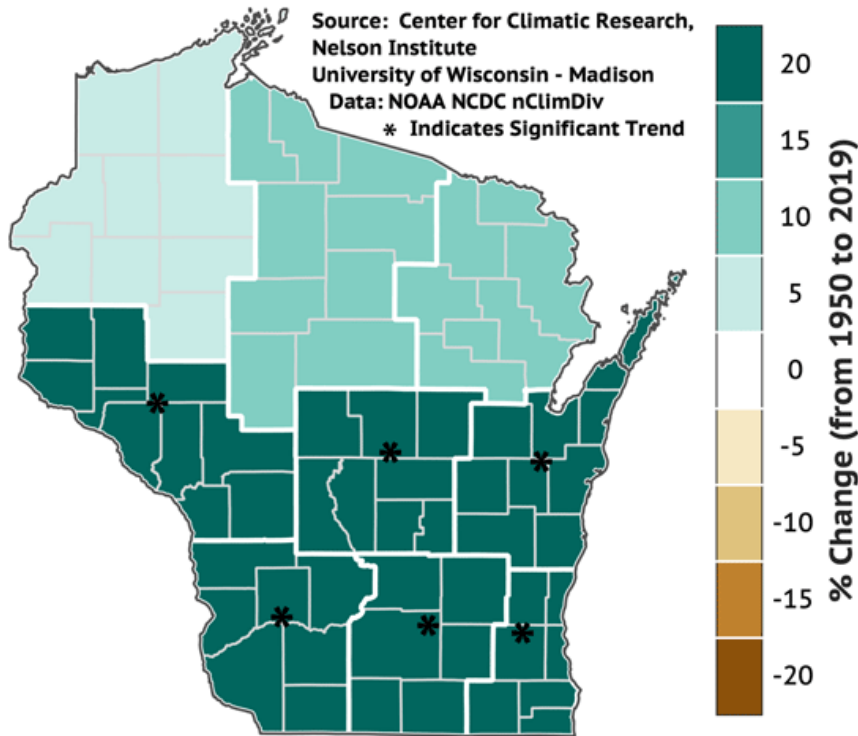 Source: Center for Climatic Research,
Nelson Institute
University of Wisconsin - Madison
Data: NOAA NCDC nClimDiv
* Indicates Significant Trend
20
15
10
5
0
-5
-10
-15
-20
% Change (from 1950 to 2019)